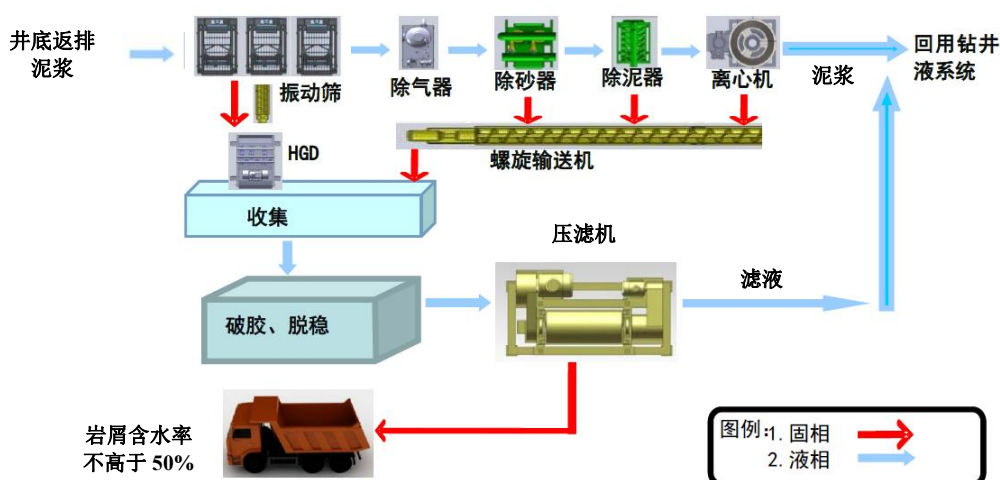 井底返排
泥浆
振动筛
除气器
除砂器
除泥器
离心机
泥浆
回用钻井
液系统
HGD
螺旋输送机
收集
压滤机
破胶、脱稳
滤液
岩屑含水率
不高于 50%
图例:1. 固相
2. 液相